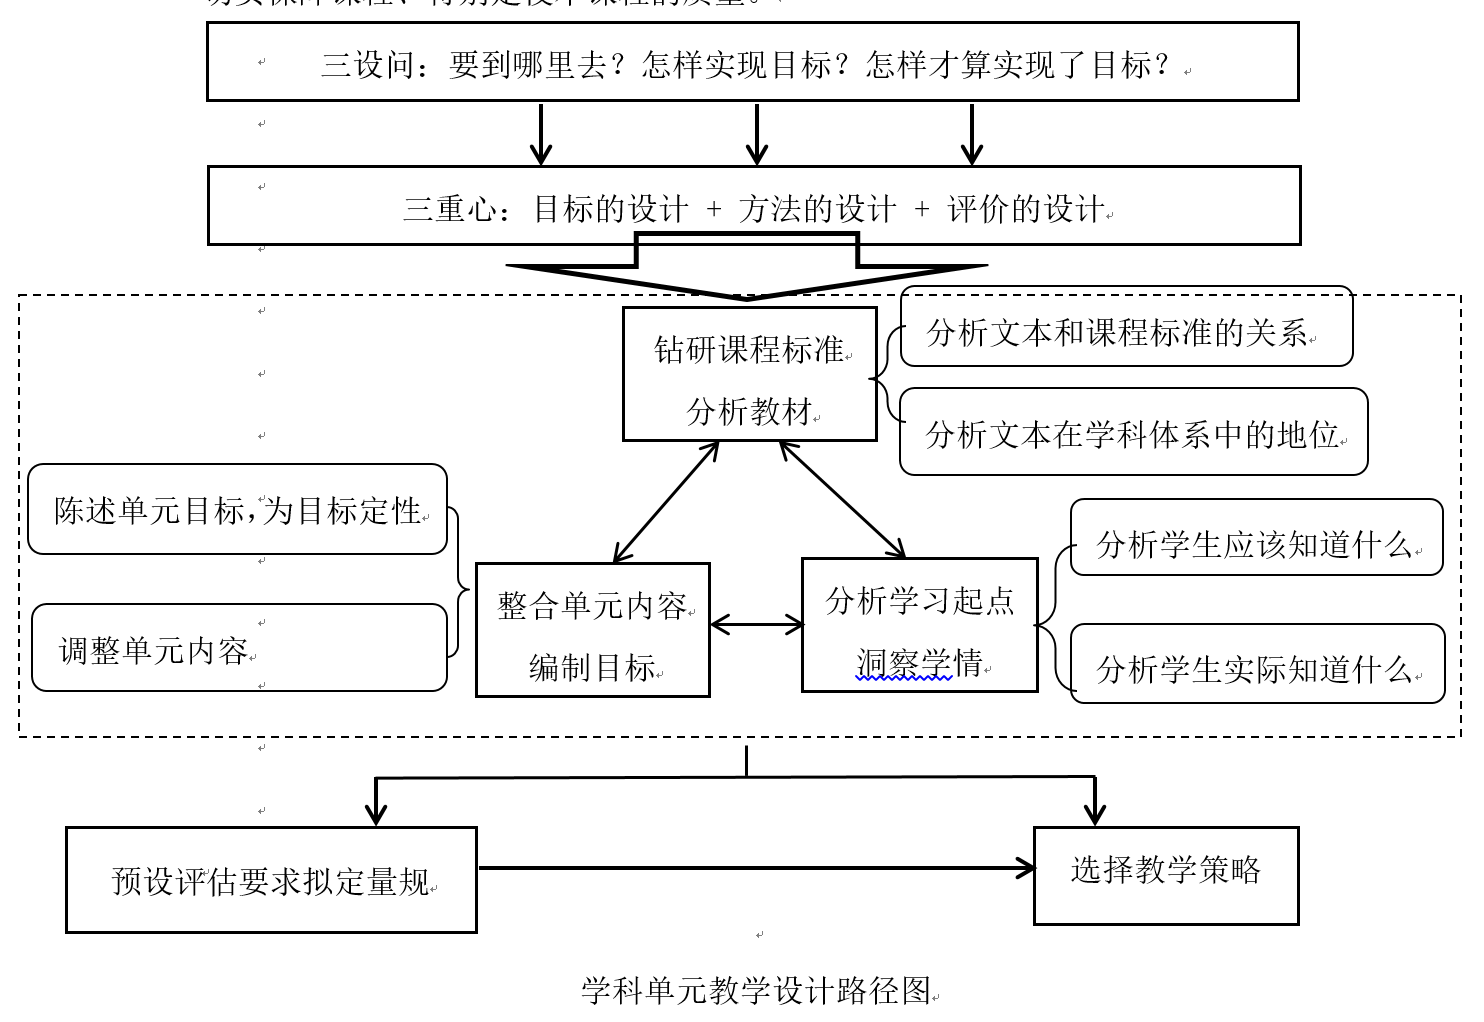 三设问：要到哪里去？怎样实现目标？怎样才算实现了目标？
三重心：目标的设计 + 方法的设计 + 评价的设计
钻研课程标准
分析教材
分析文本和课程标准的关系
分析文本在学科体系中的地位
陈述单元目标，为目标定性
调整单元内容
整合单元内容
编制目标
分析学习起点
洞察学情
分析学生应该知道什么
分析学生实际知道什么
预设评估要求拟定量规
选择教学策略
学科单元教学设计路径图